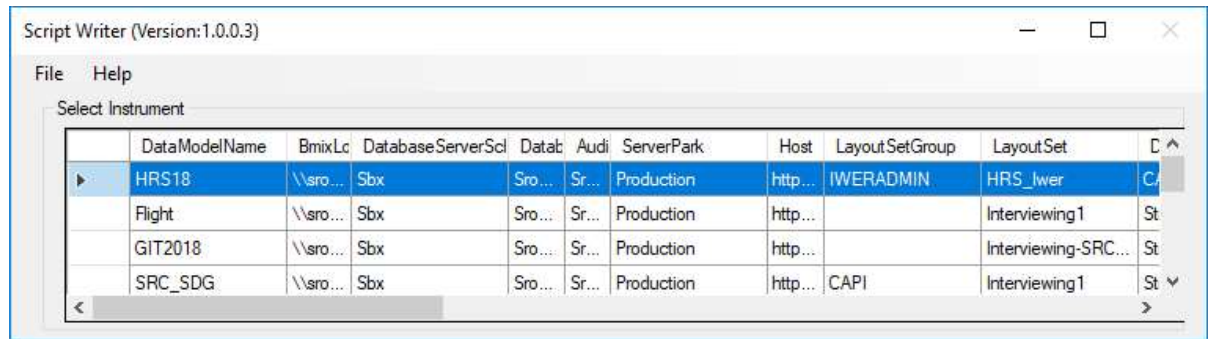 Script Writer (Version:1.0.0.3)
File Help
Select Instrument
DataModelName BmixLc DatabaseServerScl Datab Audi ServerPark Host LayoutSetGroup LayoutSet
HRS18 \\sro... Sbx Sro... Sr... Production http... IWERADMIN HRS_Iwer CA
Flight \\sro... Sbx Sro... Sr... Production http... Interviewing1 St
GIT2018 \\sro... Sbx Sro... Sr... Production http... Interviewing-SRC... St
SRC_SDG \\sro... Sbx Sro... Sr... Production http... CAPI Interviewing1 St